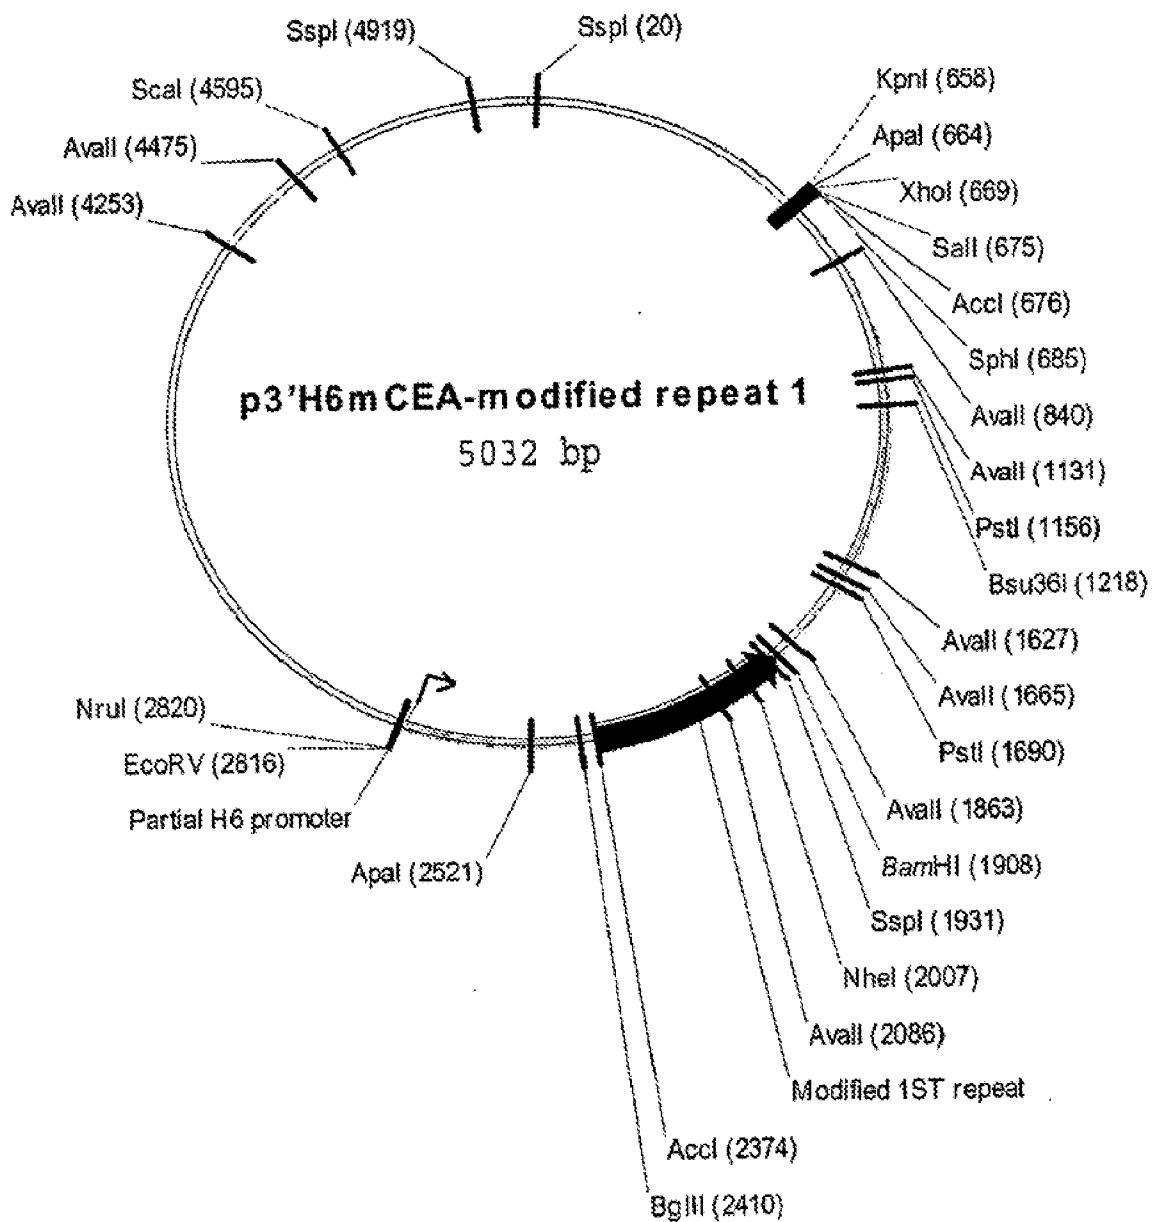 SspI (4919)
SspI (20)
ScaI (4595)
AvaII (4475)
AvaII (4253)
KpnI (658)
ApaI (664)
XhoI (669)
SalI (675)
AccI (676)
SphI (685)
AvaII (840)
AvaII (1131)
PstI (1156)
Bsu36I (1218)
p3'H6mCEA-modified repeat 1
5032 bp
AvaII (1627)
AvaII (1665)
PstI (1690)
AvaII (1863)
BamHI (1908)
SspI (1931)
NheI (2007)
AvaII (2086)
Modified 1ST repeat
AccI (2374)
BglII (2410)
NruI (2820)
EcoRV (2816)
Partial H6 promoter
ApaI (2521)